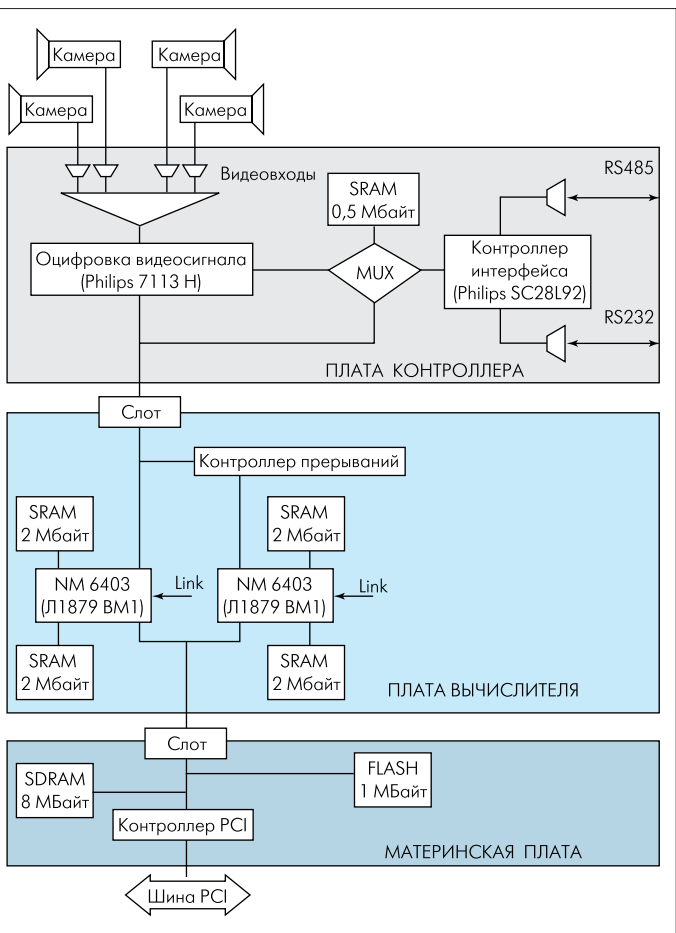 Камера
Камера
Камера
Камера
Видеовходы
RS485
SRAM
0,5 Мбайт
Оцифровка видеосигнала
(Philips 7113 H)
MUX
Контроллер
интерфейса
(Philips SC28L92)
RS232
ПЛАТА КОНТРОЛЛЕРА
Слот
Контроллер прерываний
SRAM
2 Мбайт
SRAM
2 Мбайт
NM 6403
(Л1879 ВМ1)
Link
NM 6403
(Л1879 ВМ1)
Link
SRAM
2 Мбайт
SRAM
2 Мбайт
ПЛАТА ВЫЧИСЛИТЕЛЯ
Слот
SDRAM
8 МБайт
FLASH
1 МБайт
Контроллер PCI
МАТЕРИНСКАЯ ПЛАТА
Шина PCI